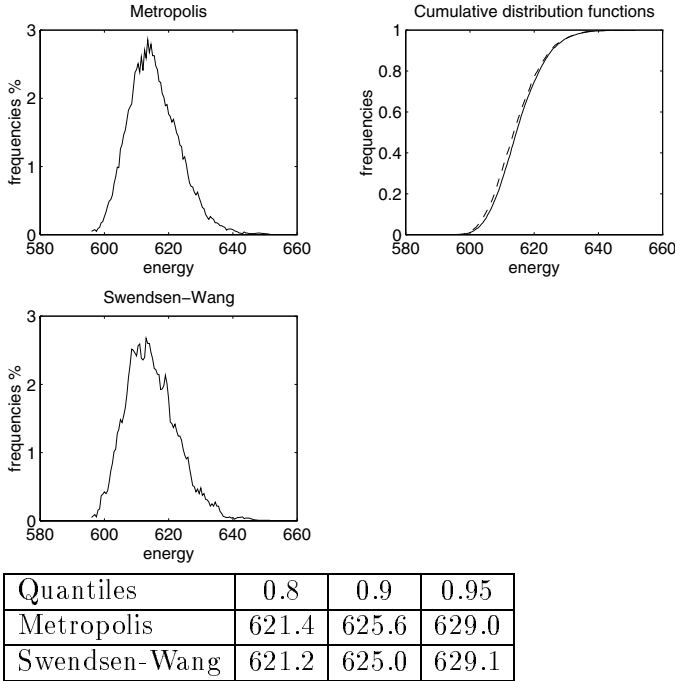 Metropolis
3
2
1
0
frequencies %
580 600 620 640 660
energy
Cumulative distribution functions
1
0.8
0.6
0.4
0.2
0
frequencies
580 600 620 640 660
energy
Swendsen-Wang
3
2
1
0
frequencies %
580 600 620 640 660
energy
Quantiles 0.8 0.9 0.95
Metropolis 621.4 625.6 629.0
Swendsen-Wang 621.2 625.0 629.1